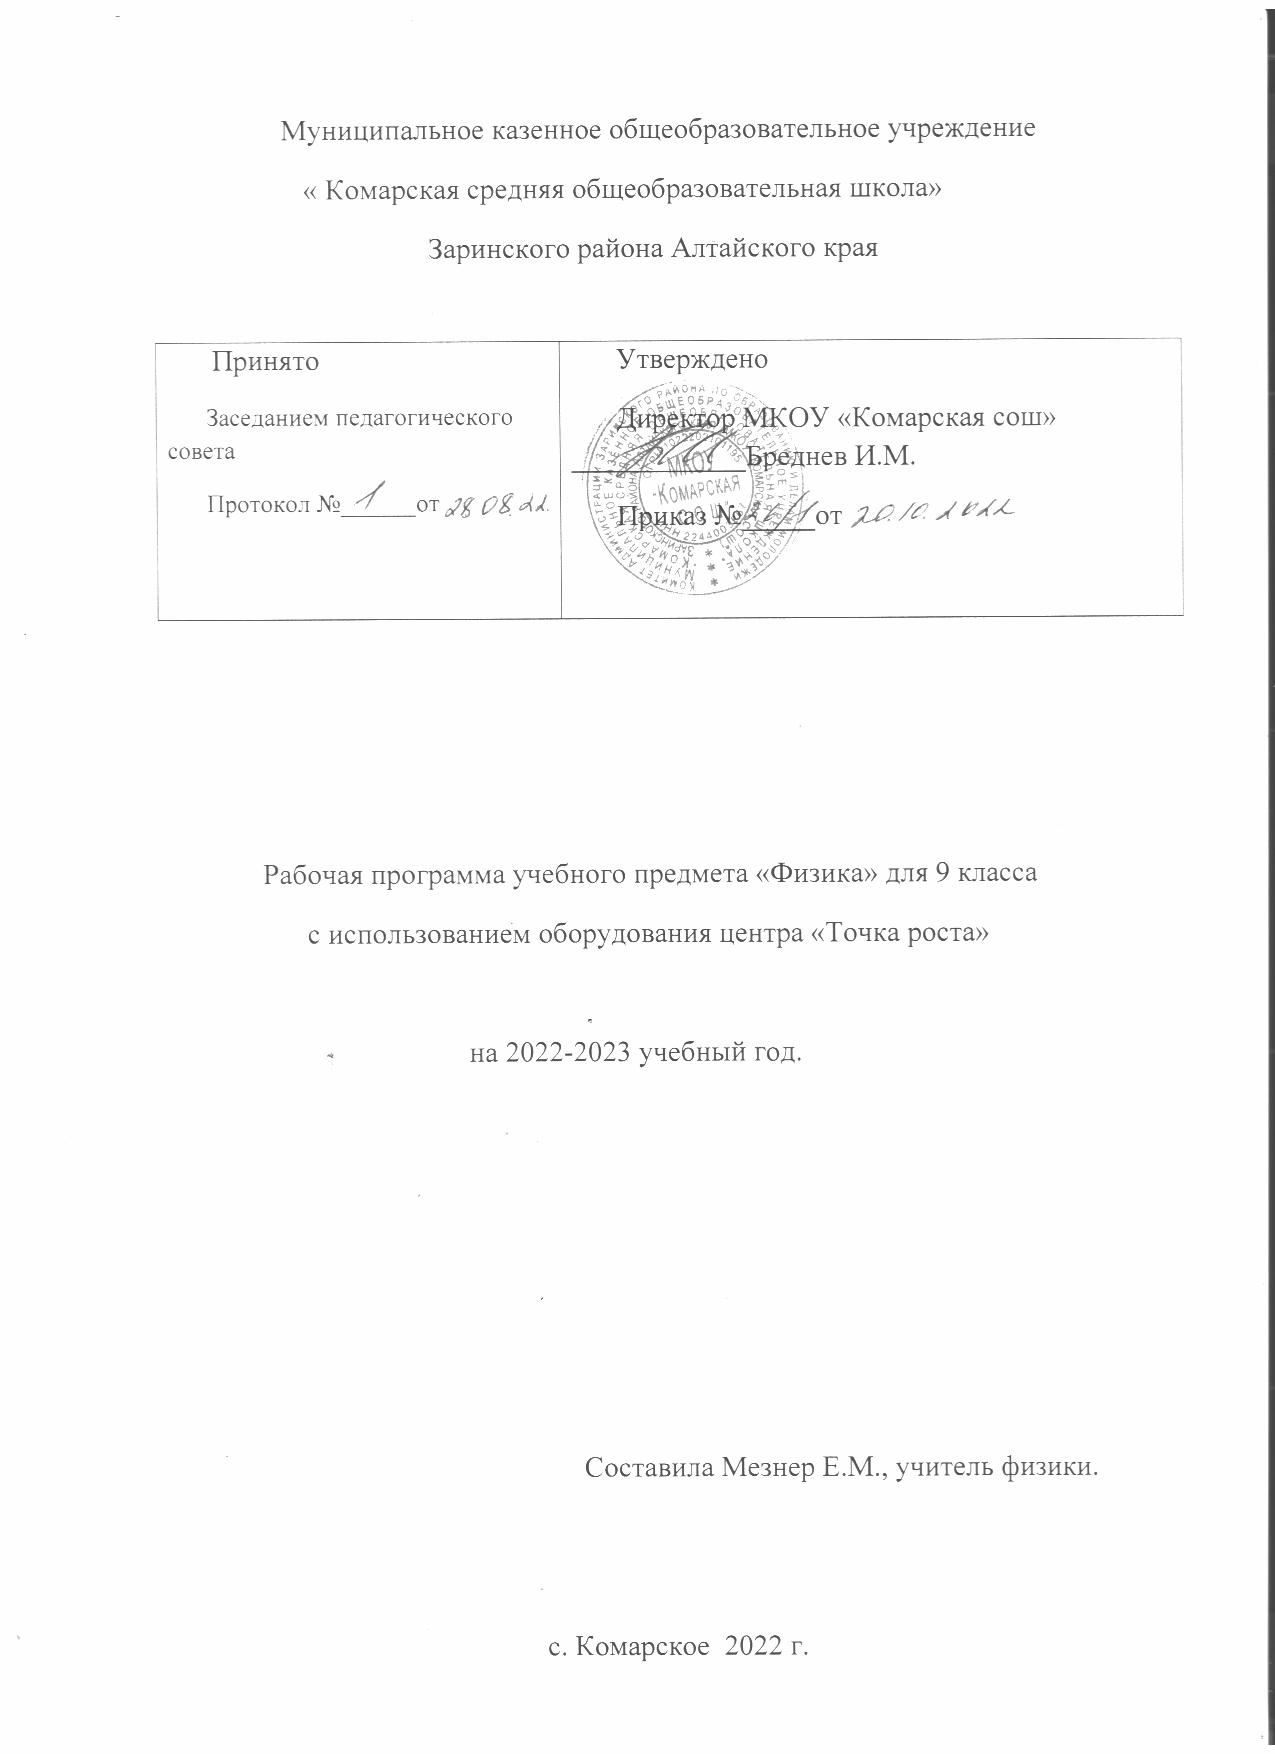 Муниципальное казенное общеобразовательное учреждение
« Комарская средняя общеобразовательная школа»
Заринского района Алтайского края
Принято
Заседанием педагогического
совета
Протокол № 1 от 28.08.22.
Утверждено
Директор МКОУ «Комарская сош»
Бреднев И.М.
Приказ № от 20.10.2022
МКОУ
"КОМАРСКАЯ
СОШ"
Рабочая программа учебного предмета «Физика» для 9 класса
с использованием оборудования центра «Точка роста»
на 2022-2023 учебный год.
Составила Мезнер Е.М., учитель физики.
с. Комарское 2022 г.